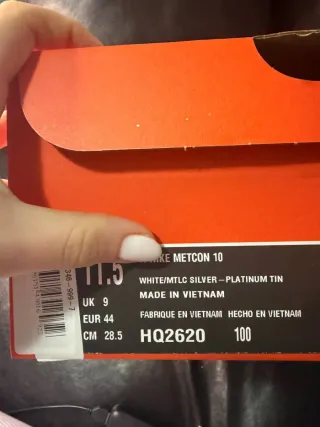 METCON 10
11.5
WHITE/MTLC SILVER–PLATINUM TIN
UK 9
MADE IN VIETNAM
EUR 44
FABRIQUE EN VIETNAM HECHO EN VIETNAM
CM 28.5
HQ2620 100